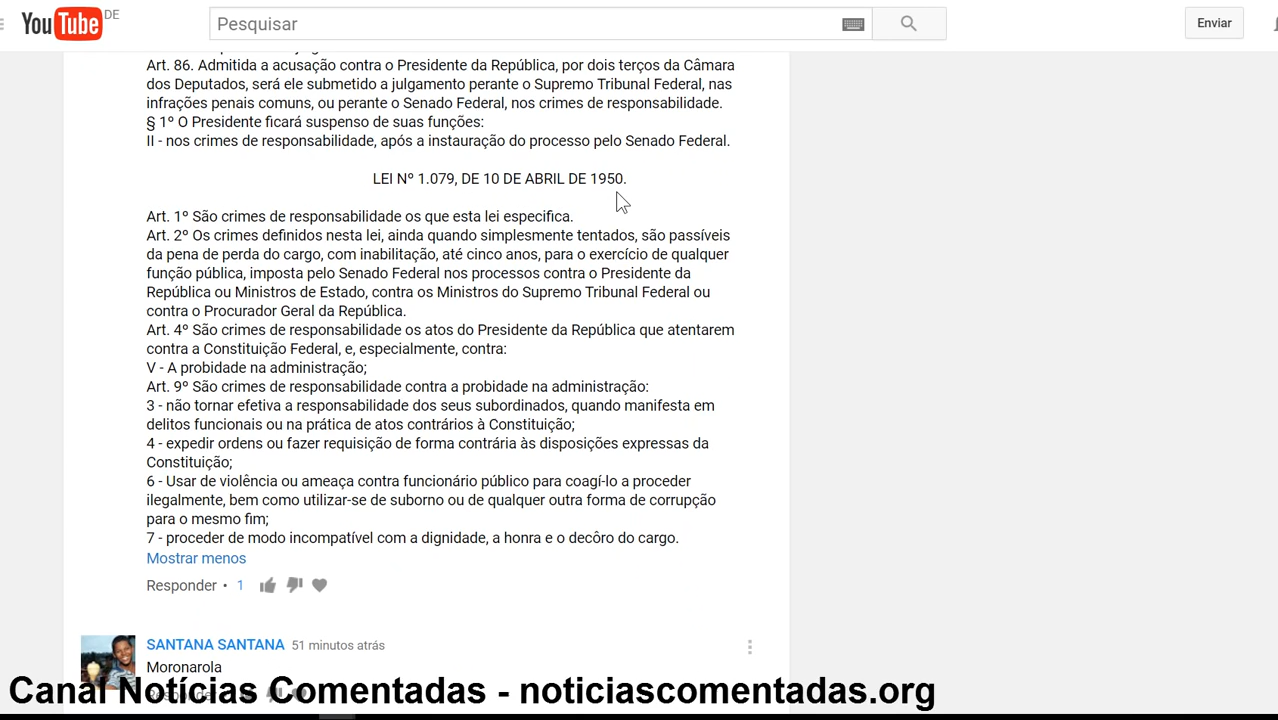 YouTube DE
Pesquisar
Enviar
Art. 86. Admitida a acusação contra o Presidente da República, por dois terços da Câmara
dos Deputados, será ele submetido a julgamento perante o Supremo Tribunal Federal, nas
infrações penais comuns, ou perante o Senado Federal, nos crimes de responsabilidade.
§ 1º O Presidente ficará suspenso de suas funções:
II - nos crimes de responsabilidade, após a instauração do processo pelo Senado Federal.
LEI Nº 1.079, DE 10 DE ABRIL DE 1950.
Art. 1º São crimes de responsabilidade os que esta lei especifica.
Art. 2º Os crimes definidos nesta lei, ainda quando simplesmente tentados, são passíveis
da pena de perda do cargo, com inabilitação, até cinco anos, para o exercício de qualquer
função pública, imposta pelo Senado Federal nos processos contra o Presidente da
República ou Ministros de Estado, contra os Ministros do Supremo Tribunal Federal ou
contra o Procurador Geral da República.
Art. 4º São crimes de responsabilidade os atos do Presidente da República que atentarem
contra a Constituição Federal, e, especialmente, contra:
V - A probidade na administração;
Art. 9º São crimes de responsabilidade contra a probidade na administração:
3 - não tornar efetiva a responsabilidade dos seus subordinados, quando manifesta em
delitos funcionais ou na prática de atos contrários à Constituição;
4 - expedir ordens ou fazer requisição de forma contrária às disposições expressas da
Constituição;
6 - Usar de violência ou ameaça contra funcionário público para coagí-lo a proceder
ilegalmente, bem como utilizar-se de suborno ou de qualquer outra forma de corrupção
para o mesmo fim;
7 - proceder de modo incompatível com a dignidade, a honra e o decôro do cargo.
Mostrar menos
Responder • 1
SANTANA SANTANA 51 minutos atrás
Moronarola
Canal Notícias Comentadas - noticiascomentadas.org